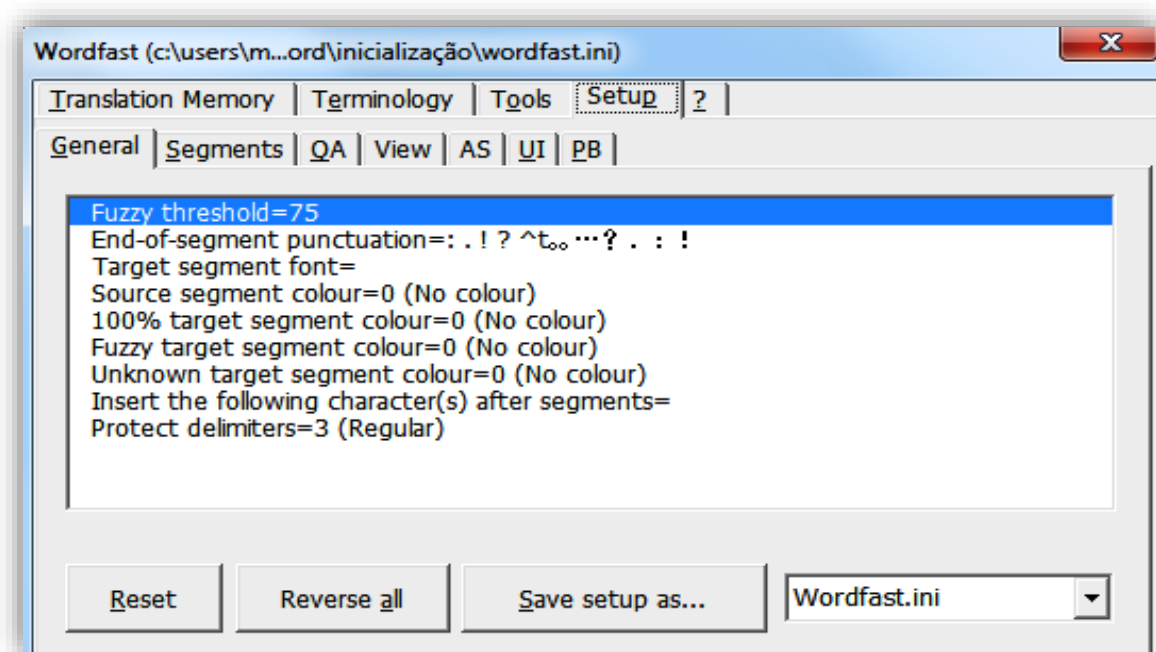 Wordfast (c:\users\m...ord\inicialização\wordfast.ini)
Translation Memory Terminology Tools Setup ?
General Segments QA View AS UI PB
Fuzzy threshold=75
End-of-segment punctuation=: . ! ? ^t。。…？ ． ： ！
Target segment font=
Source segment colour=0 (No colour)
100% target segment colour=0 (No colour)
Fuzzy target segment colour=0 (No colour)
Unknown target segment colour=0 (No colour)
Insert the following character(s) after segments=
Protect delimiters=3 (Regular)
Reset Reverse all Save setup as... Wordfast.ini